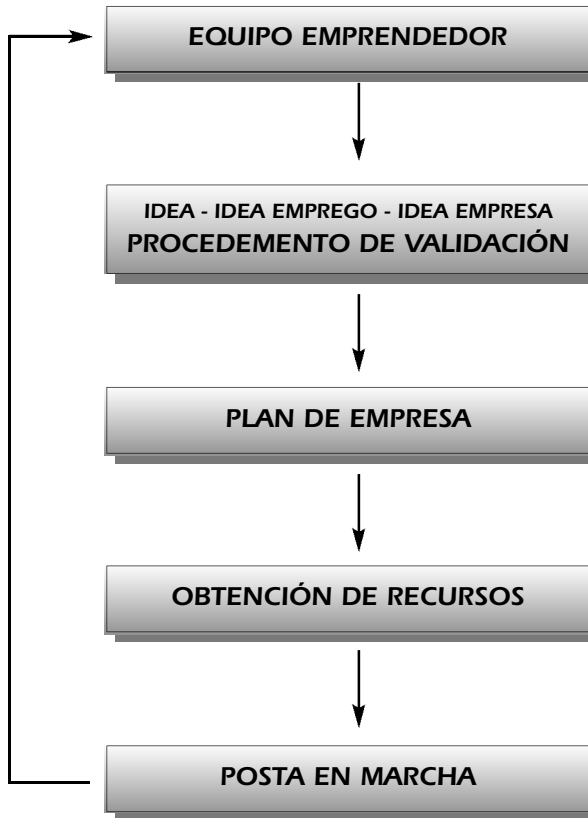 EQUIPO EMPRENDEDOR
IDEA - IDEA EMPREGO - IDEA EMPRESA
PROCEDEMENTO DE VALIDACIÓN
PLAN DE EMPRESA
OBTENCIÓN DE RECURSOS
POSTA EN MARCHA